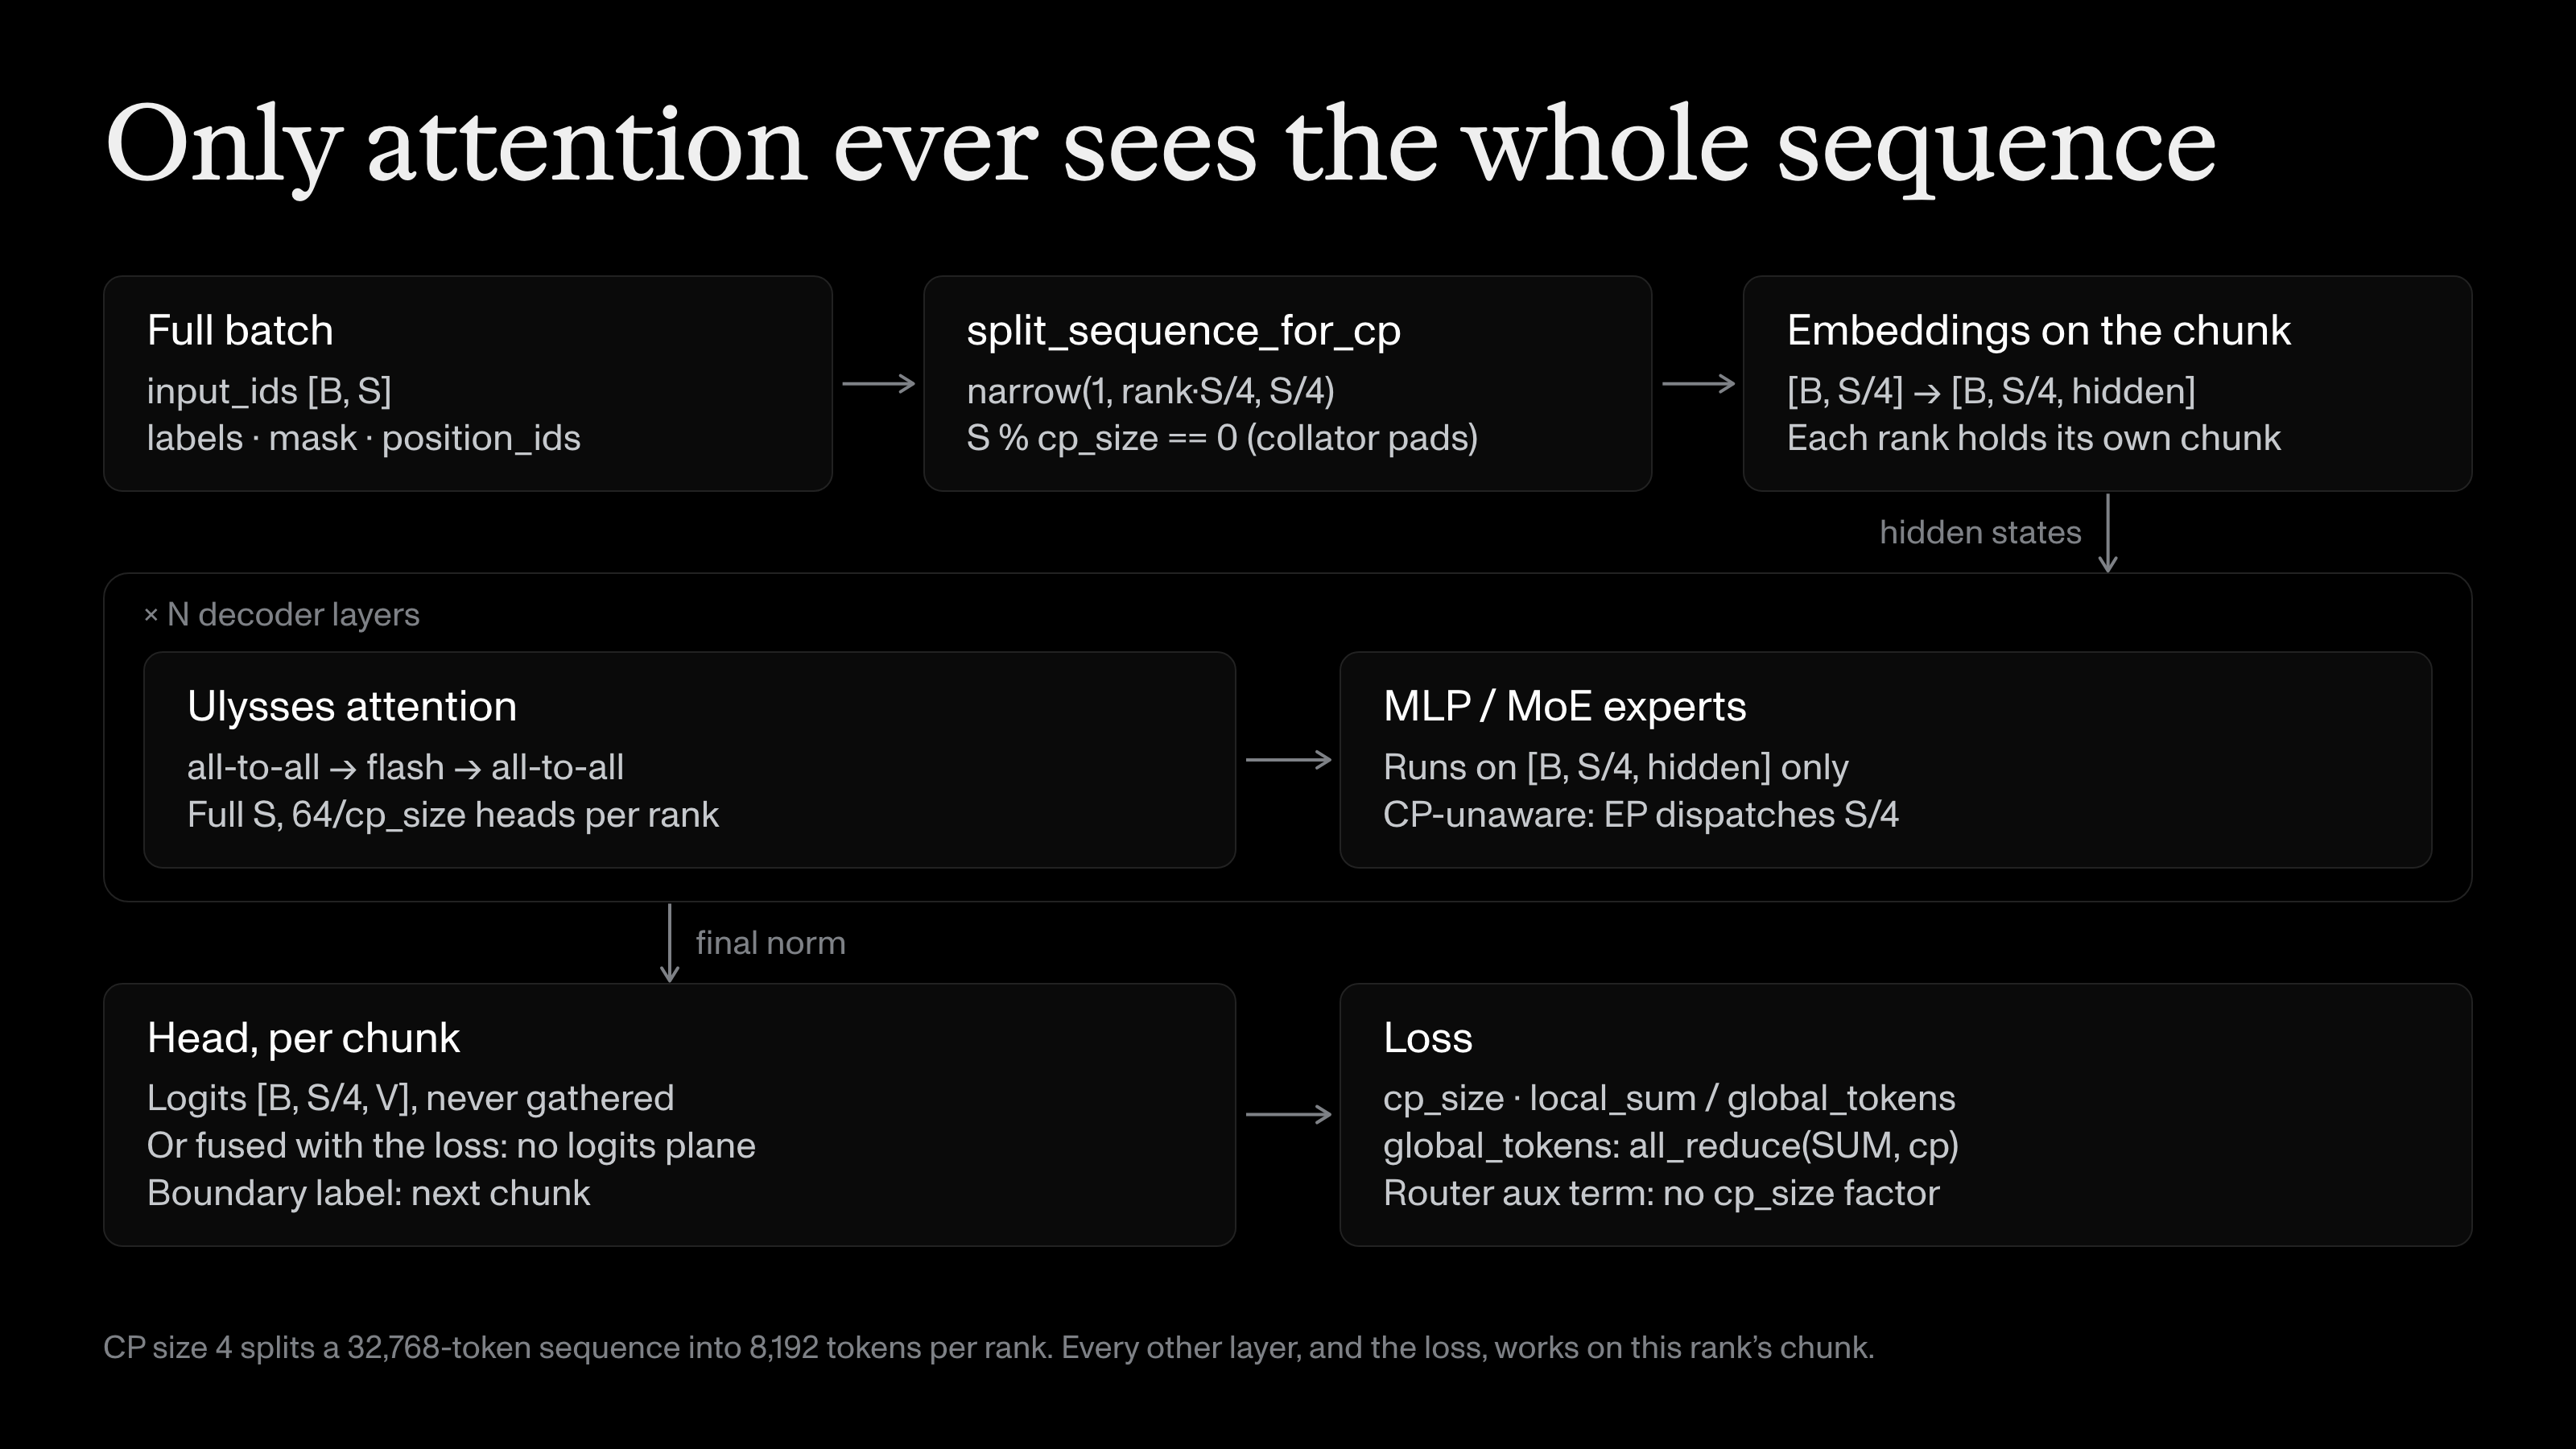 Only attention ever sees the whole sequence
Full batch
input_ids [B, S]
labels · mask · position_ids
split_sequence_for_cp
narrow(1, rank·S/4, S/4)
S % cp_size == 0 (collator pads)
Embeddings on the chunk
[B, S/4] → [B, S/4, hidden]
Each rank holds its own chunk
hidden states
× N decoder layers
Ulysses attention
all-to-all → flash → all-to-all
Full S, 64/cp_size heads per rank
MLP / MoE experts
Runs on [B, S/4, hidden] only
CP-unaware: EP dispatches S/4
final norm
Head, per chunk
Logits [B, S/4, V], never gathered
Or fused with the loss: no logits plane
Boundary label: next chunk
Loss
cp_size · local_sum / global_tokens
global_tokens: all_reduce(SUM, cp)
Router aux term: no cp_size factor
CP size 4 splits a 32,768-token sequence into 8,192 tokens per rank. Every other layer, and the loss, works on this rank’s chunk.